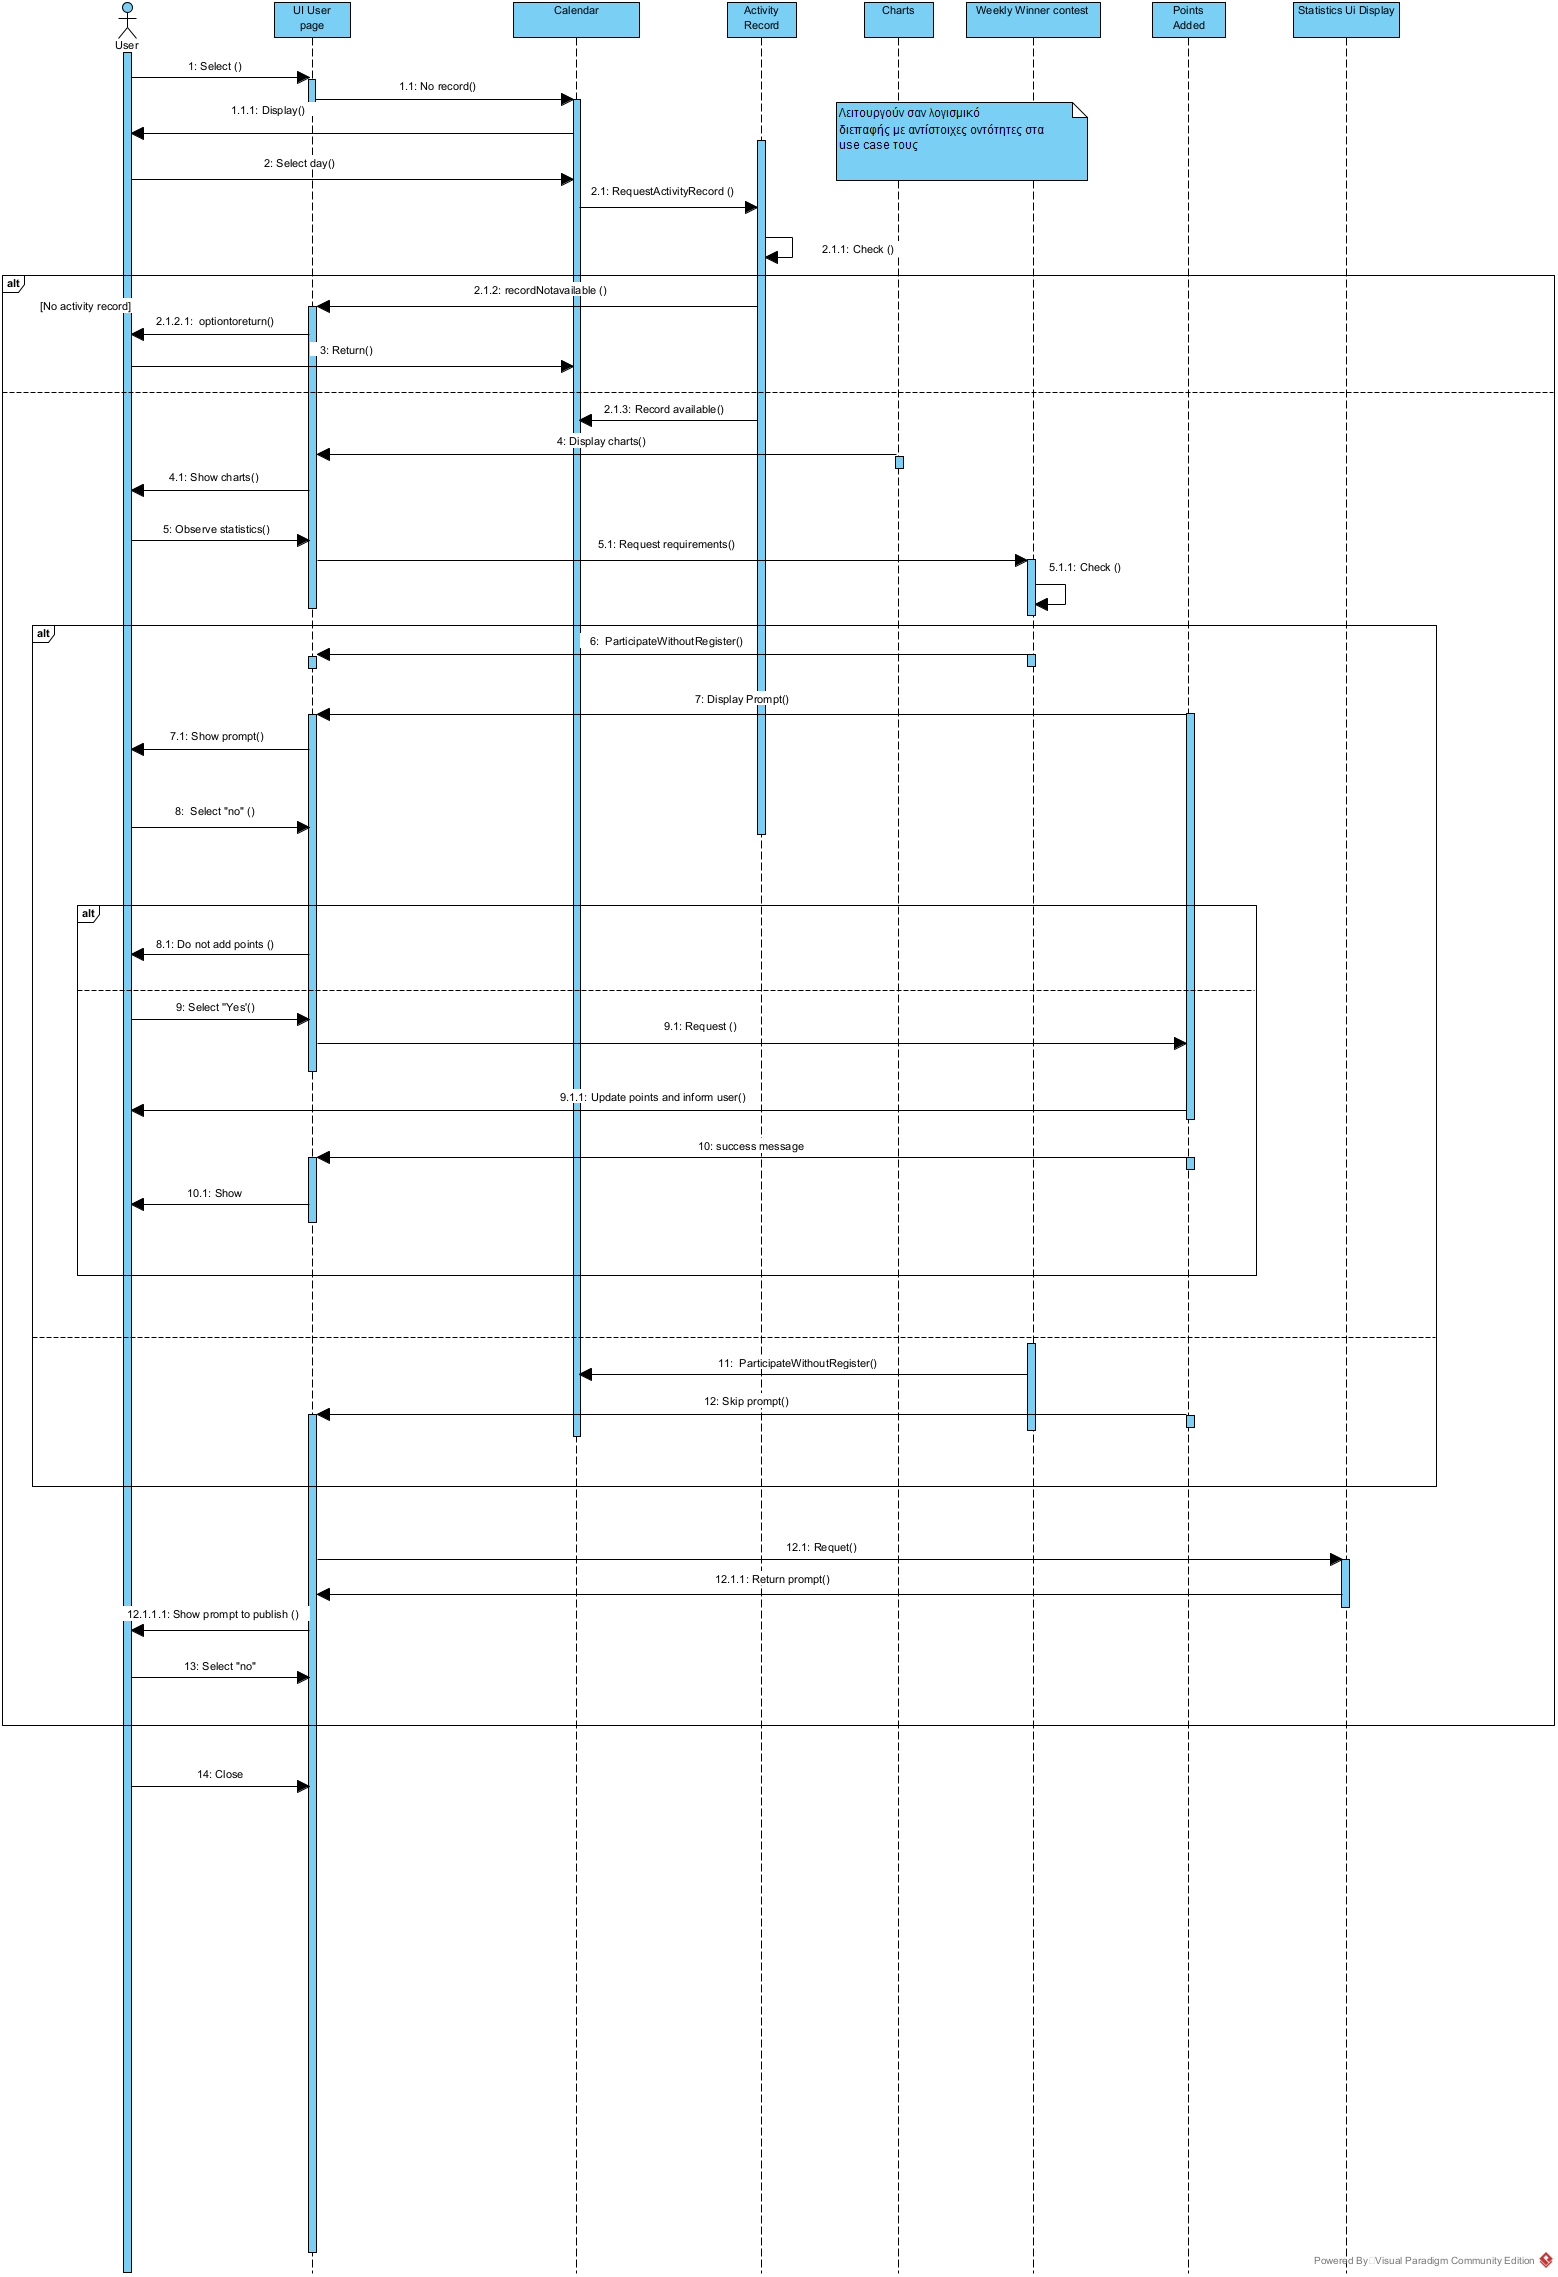 UI User
page
Calendar
Activity
Record
Charts
Weekly Winner contest
Points
Added
Statistics Ui Display
User
1: Select ()
1.1: No record()
1.1.1: Display()
Λειτουργούν σαν λογισμικό
διεπαφής με αντίστοιχες οντότητες στα
use case τους
2: Select day()
2.1: RequestActivityRecord ()
2.1.1: Check ()
alt
2.1.2: recordNotavailable ()
[No activity record]
2.1.2.1:  optiontoreturn()
3: Return()
2.1.3: Record available()
4: Display charts()
4.1: Show charts()
5: Observe statistics()
5.1: Request requirements()
5.1.1: Check ()
alt
6:  ParticipateWithoutRegister()
7: Display Prompt()
7.1: Show prompt()
8:  Select "no" ()
alt
8.1: Do not add points ()
9: Select "Yes'()
9.1: Request ()
9.1.1: Update points and inform user()
10: success message
10.1: Show
11:  ParticipateWithoutRegister()
12: Skip prompt()
12.1: Requet()
12.1.1: Return prompt()
12.1.1.1: Show prompt to publish ()
13: Select "no"
14: Close
Powered By Visual Paradigm Community Edition